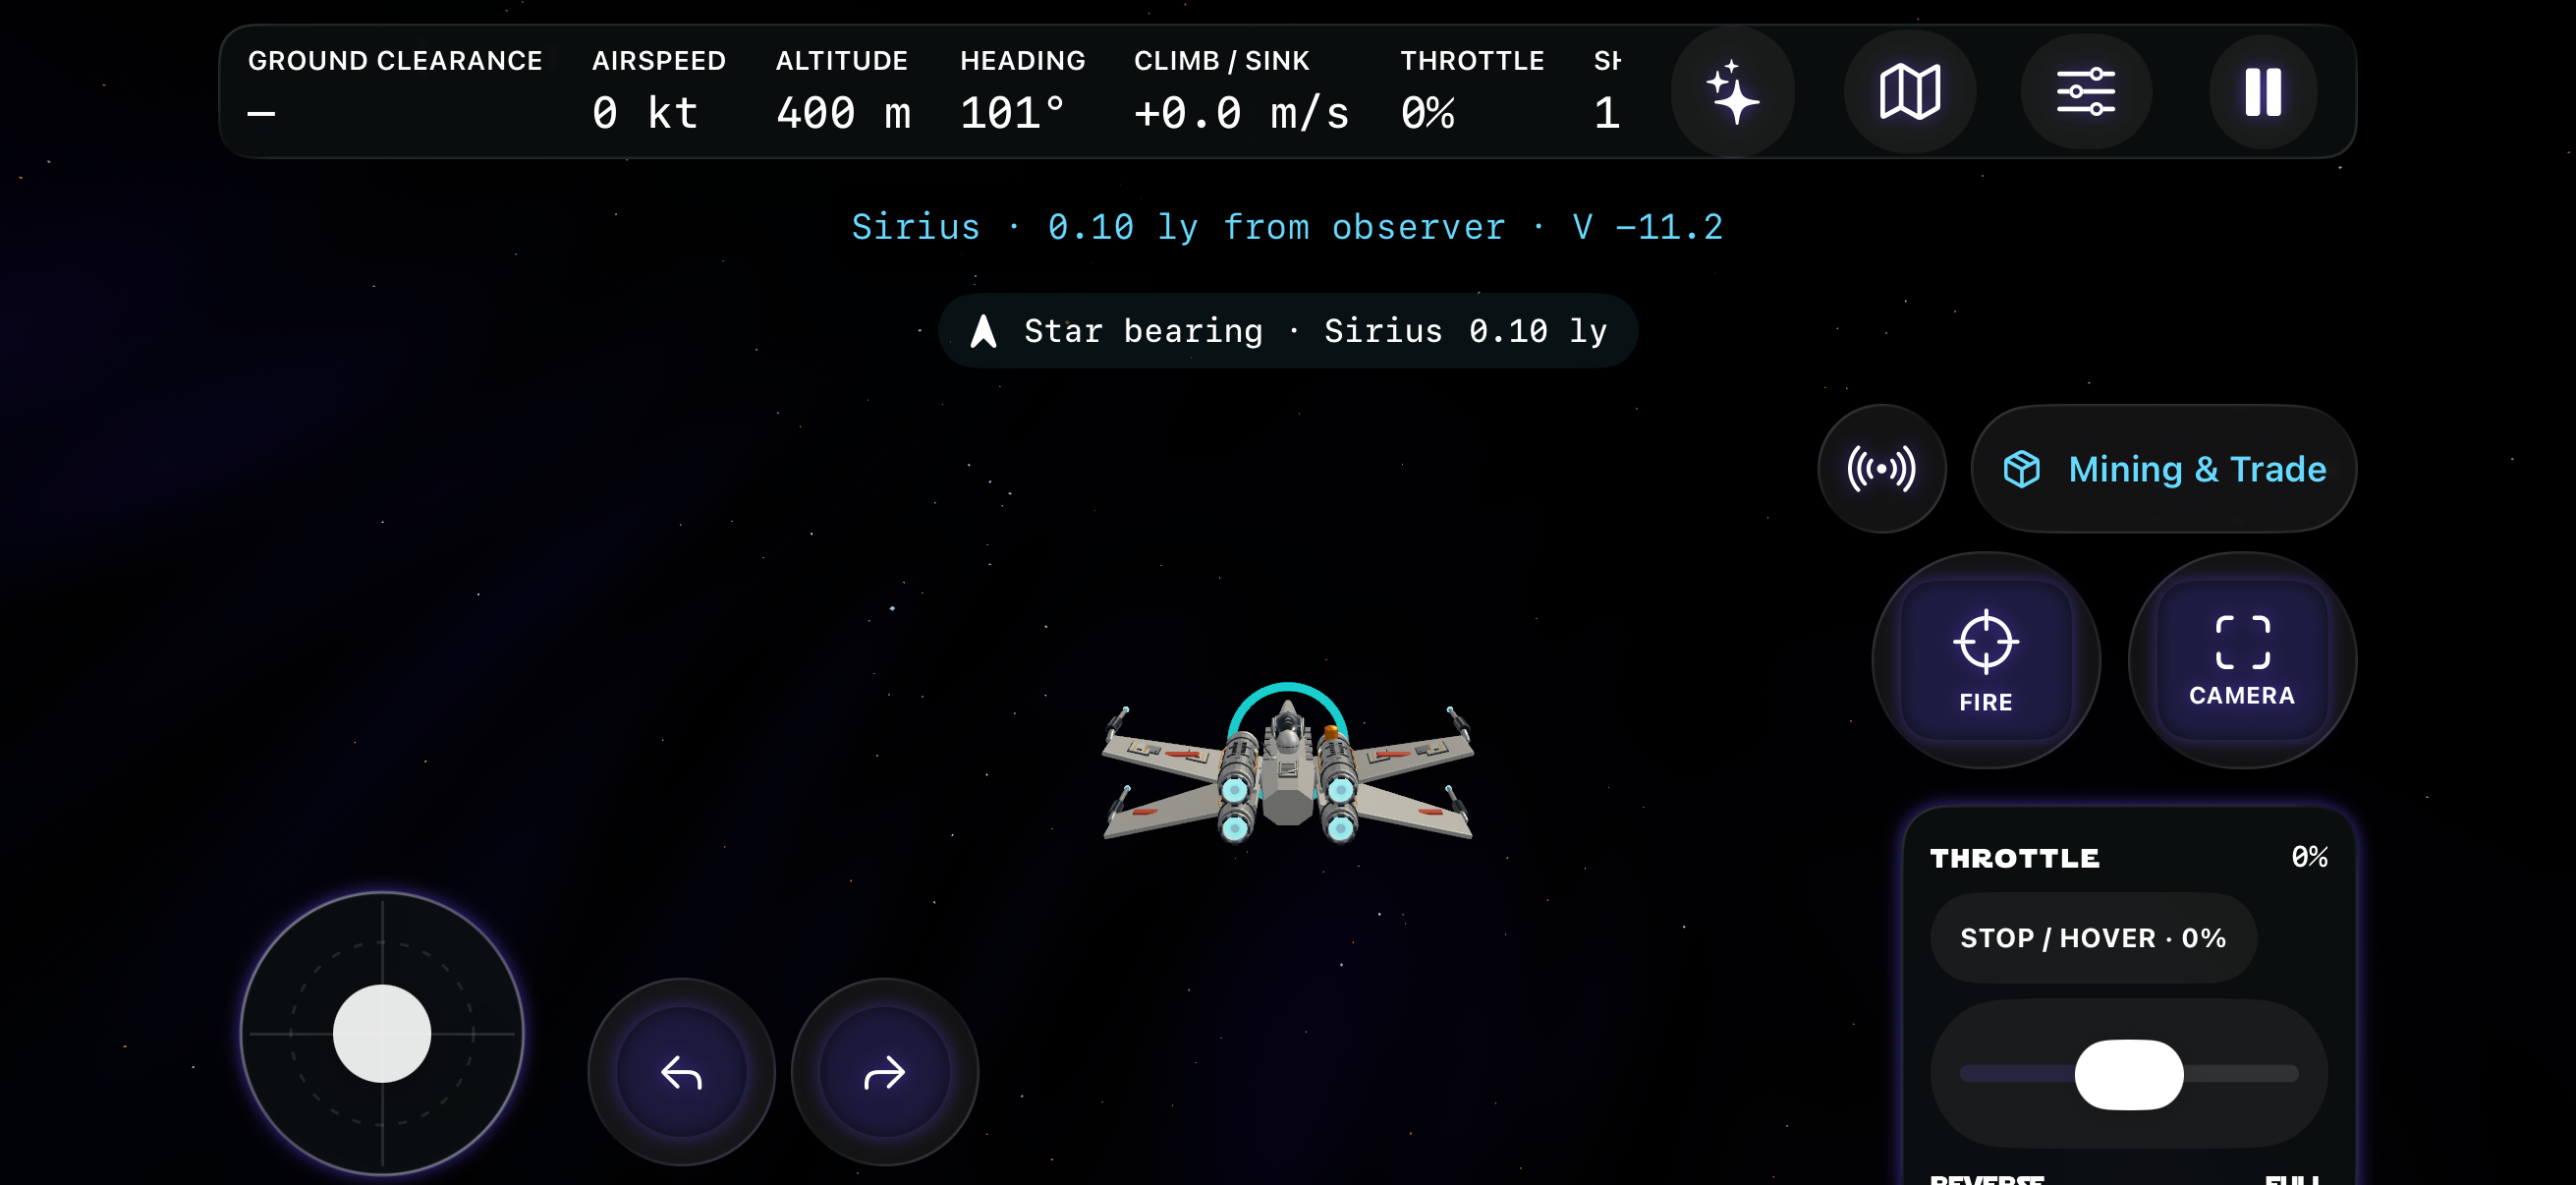 GROUND CLEARANCE AIRSPEED ALTITUDE HEADING CLIMB / SINK THROTTLE
— 0 kt 400 m 101° +0.0 m/s 0% 1
Sirius · 0.10 ly from observer · V −11.2
Star bearing · Sirius 0.10 ly
Mining & Trade
FIRE CAMERA
THROTTLE 0%
STOP / HOVER · 0%
REVERSE FULL